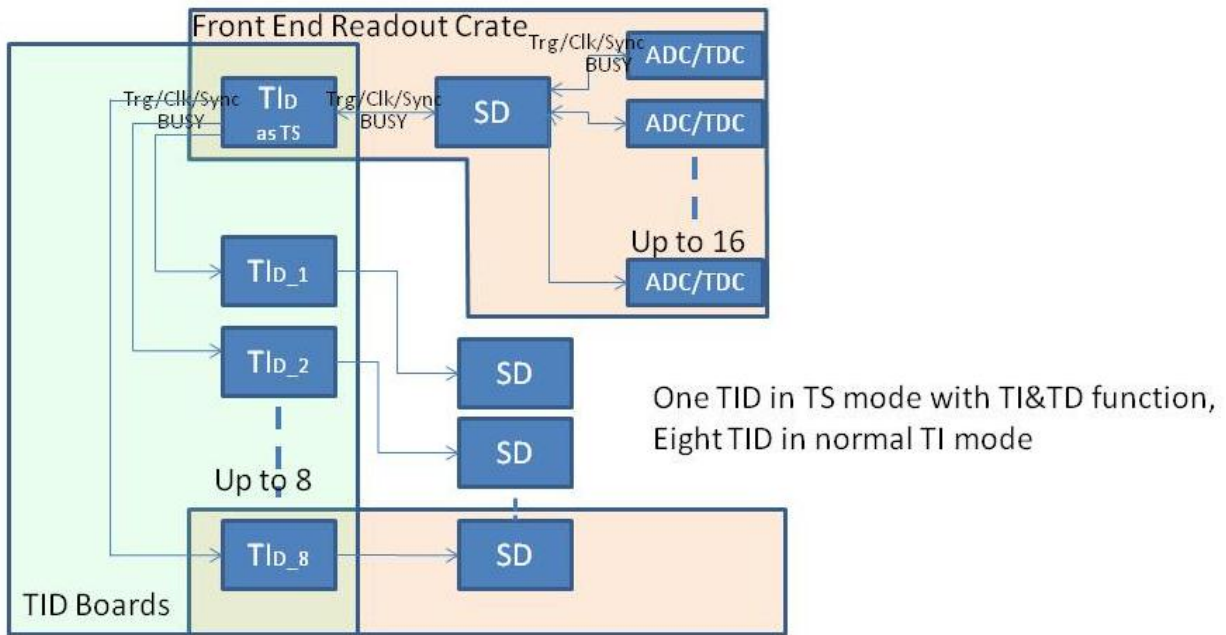 Front End Readout Crate
Trg/Clk/Sync
BUSY
ADC/TDC
Trg/Clk/Sync
BUSY
TID
as TS
Trg/Clk/Sync
BUSY
SD
ADC/TDC
Up to 16
TID_1
ADC/TDC
TID_2
SD
One TID in TS mode with TI&TD function,
Eight TID in normal TI mode
SD
Up to 8
TID_8
SD
TID Boards